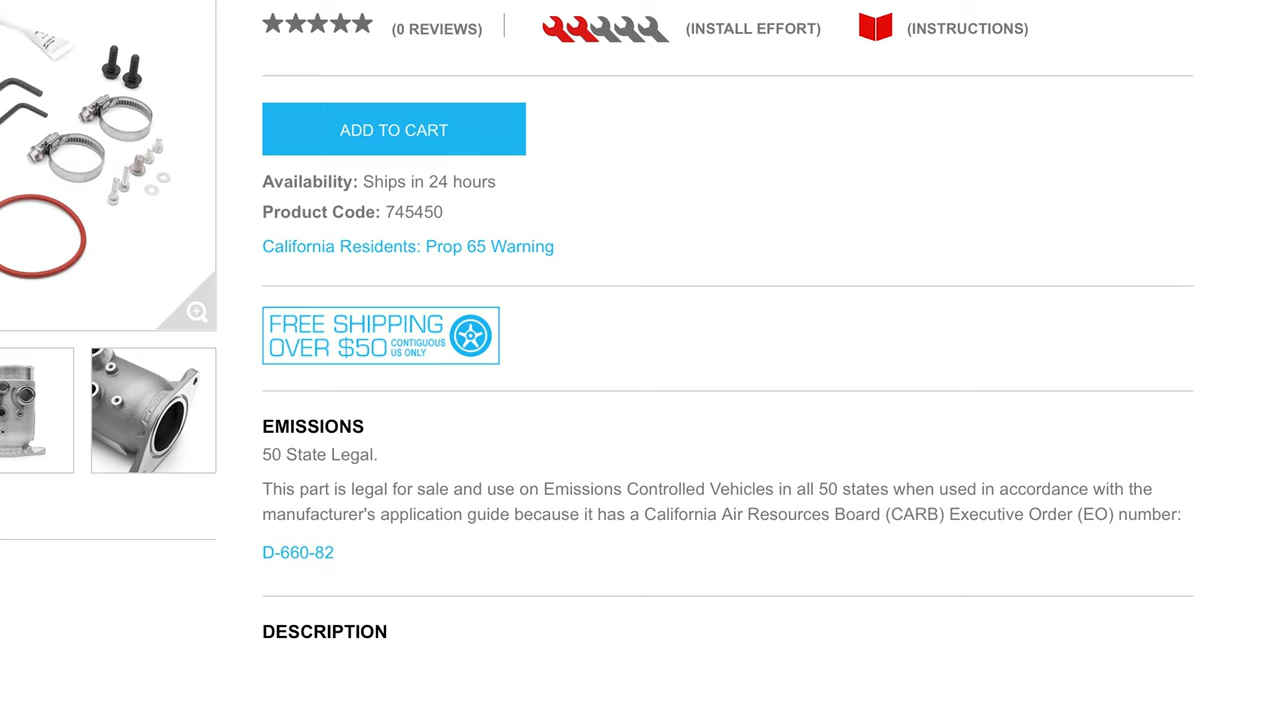 (0 REVIEWS)
(INSTALL EFFORT)
(INSTRUCTIONS)
ADD TO CART
Availability: Ships in 24 hours
Product Code: 745450
California Residents: Prop 65 Warning
FREE SHIPPING
OVER $50 CONTIGUOUS US ONLY
EMISSIONS
50 State Legal.
This part is legal for sale and use on Emissions Controlled Vehicles in all 50 states when used in accordance with the
manufacturer's application guide because it has a California Air Resources Board (CARB) Executive Order (EO) number:
D-660-82
DESCRIPTION